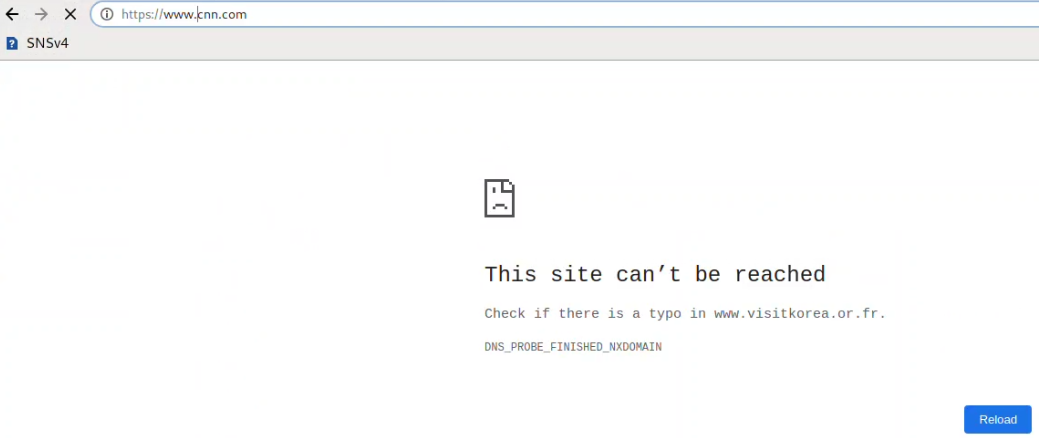 https://www.cnn.com
SNSv4
This site can’t be reached
Check if there is a typo in www.visitkorea.or.fr.
DNS_PROBE_FINISHED_NXDOMAIN
Reload